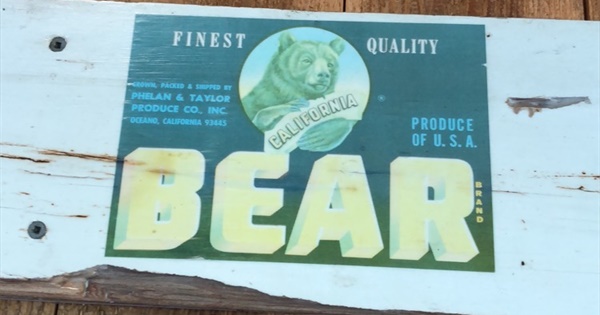 FINEST QUALITY
GROWN, PACKED & SHIPPED BY
PHELAN & TAYLOR
PRODUCE CO., INC.
OCEANO, CALIFORNIA 93445
CALIFORNIA
®
PRODUCE
OF U.S.A.
BEAR
BRAND